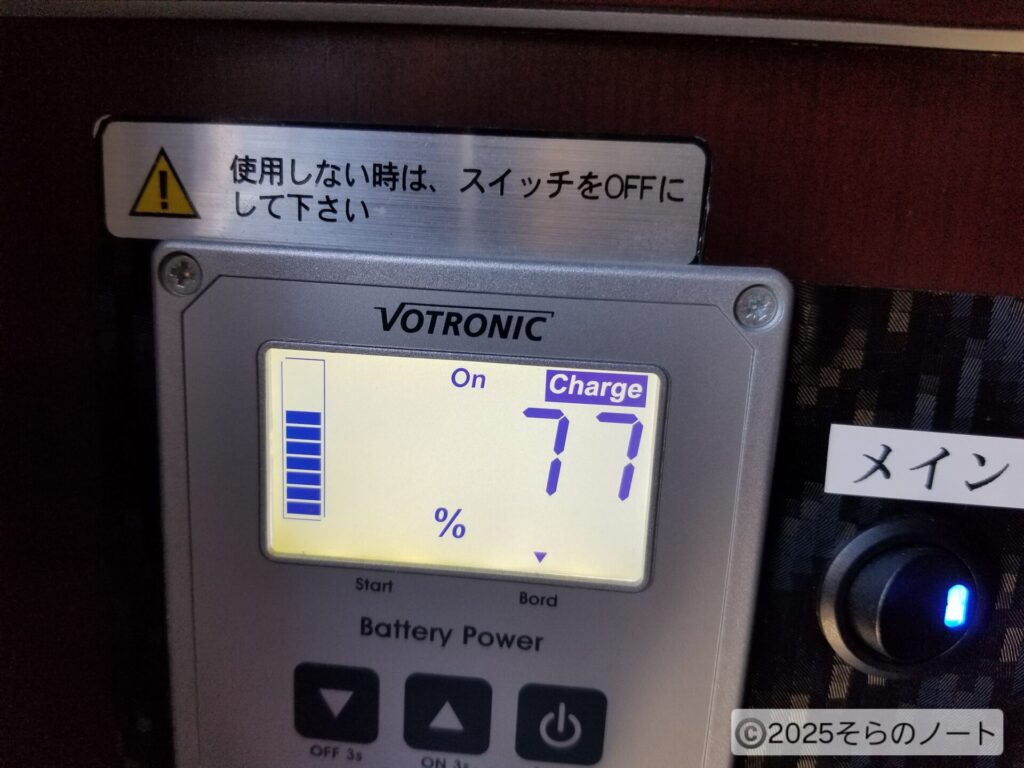 使用しない時は、スイッチをOFFに
して下さい
VOTRONIC
On Charge
77
%
Start Bord
Battery Power
メイン
OFF 3s ON 3s
©2025そらのノート